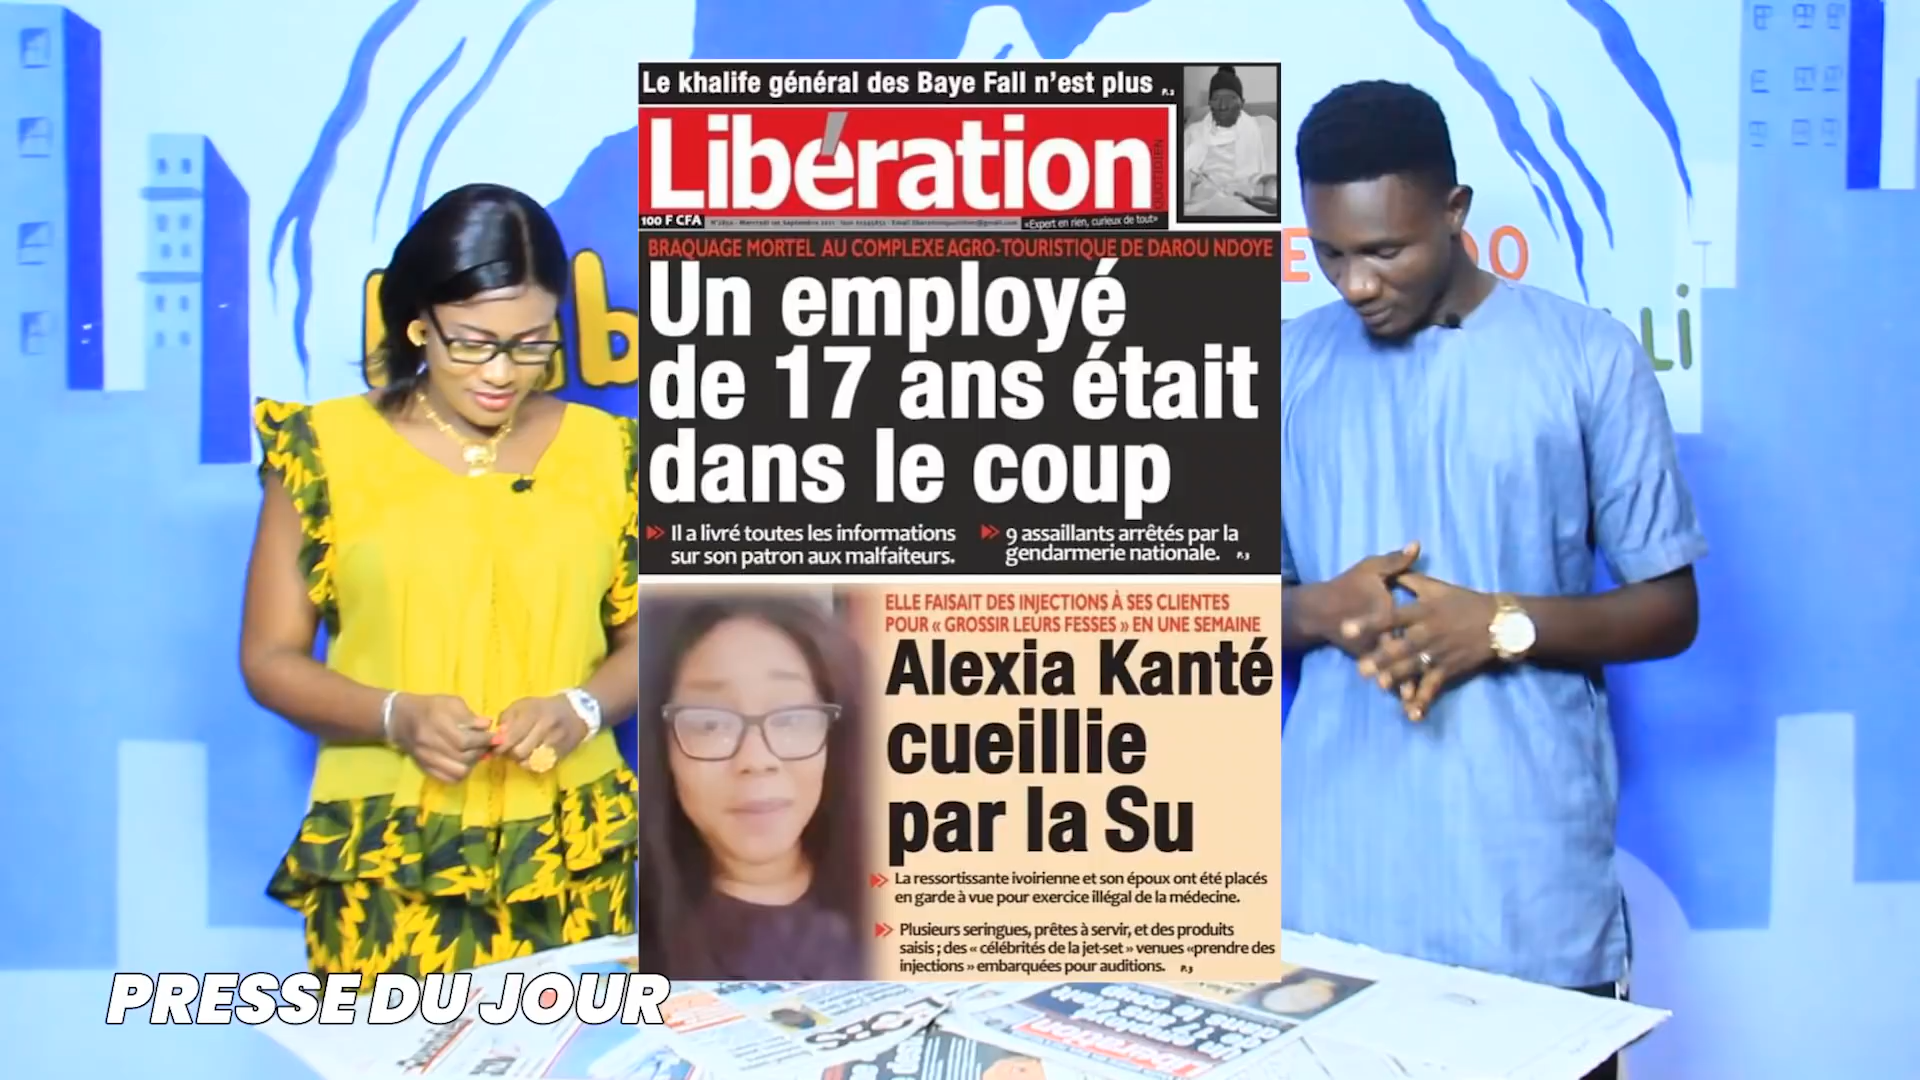 Le khalife général des Baye Fall n'est plus P.2
Libération
QUOTIDIEN
100 F CFA
«Expert en rien, curieux de tout»
BRAQUAGE MORTEL AU COMPLEXE AGRO-TOURISTIQUE DE DAROU NDOYE
Un employé
de 17 ans était
dans le coup
Il a livré toutes les informations
sur son patron aux malfaiteurs.
9 assaillants arrêtés par la
gendarmerie nationale. P.3
ELLE FAISAIT DES INJECTIONS À SES CLIENTES
POUR « GROSSIR LEURS FESSES » EN UNE SEMAINE
Alexia Kanté
cueillie
par la Su
La ressortissante ivoirienne et son époux ont été placés
en garde à vue pour exercice illégal de la médecine.
Plusieurs seringues, prêtes à servir, et des produits
saisis ; des « célébrités de la jet-set » venues «prendre des
injections » embarquées pour auditions. P.3
PRESSE DU JOUR